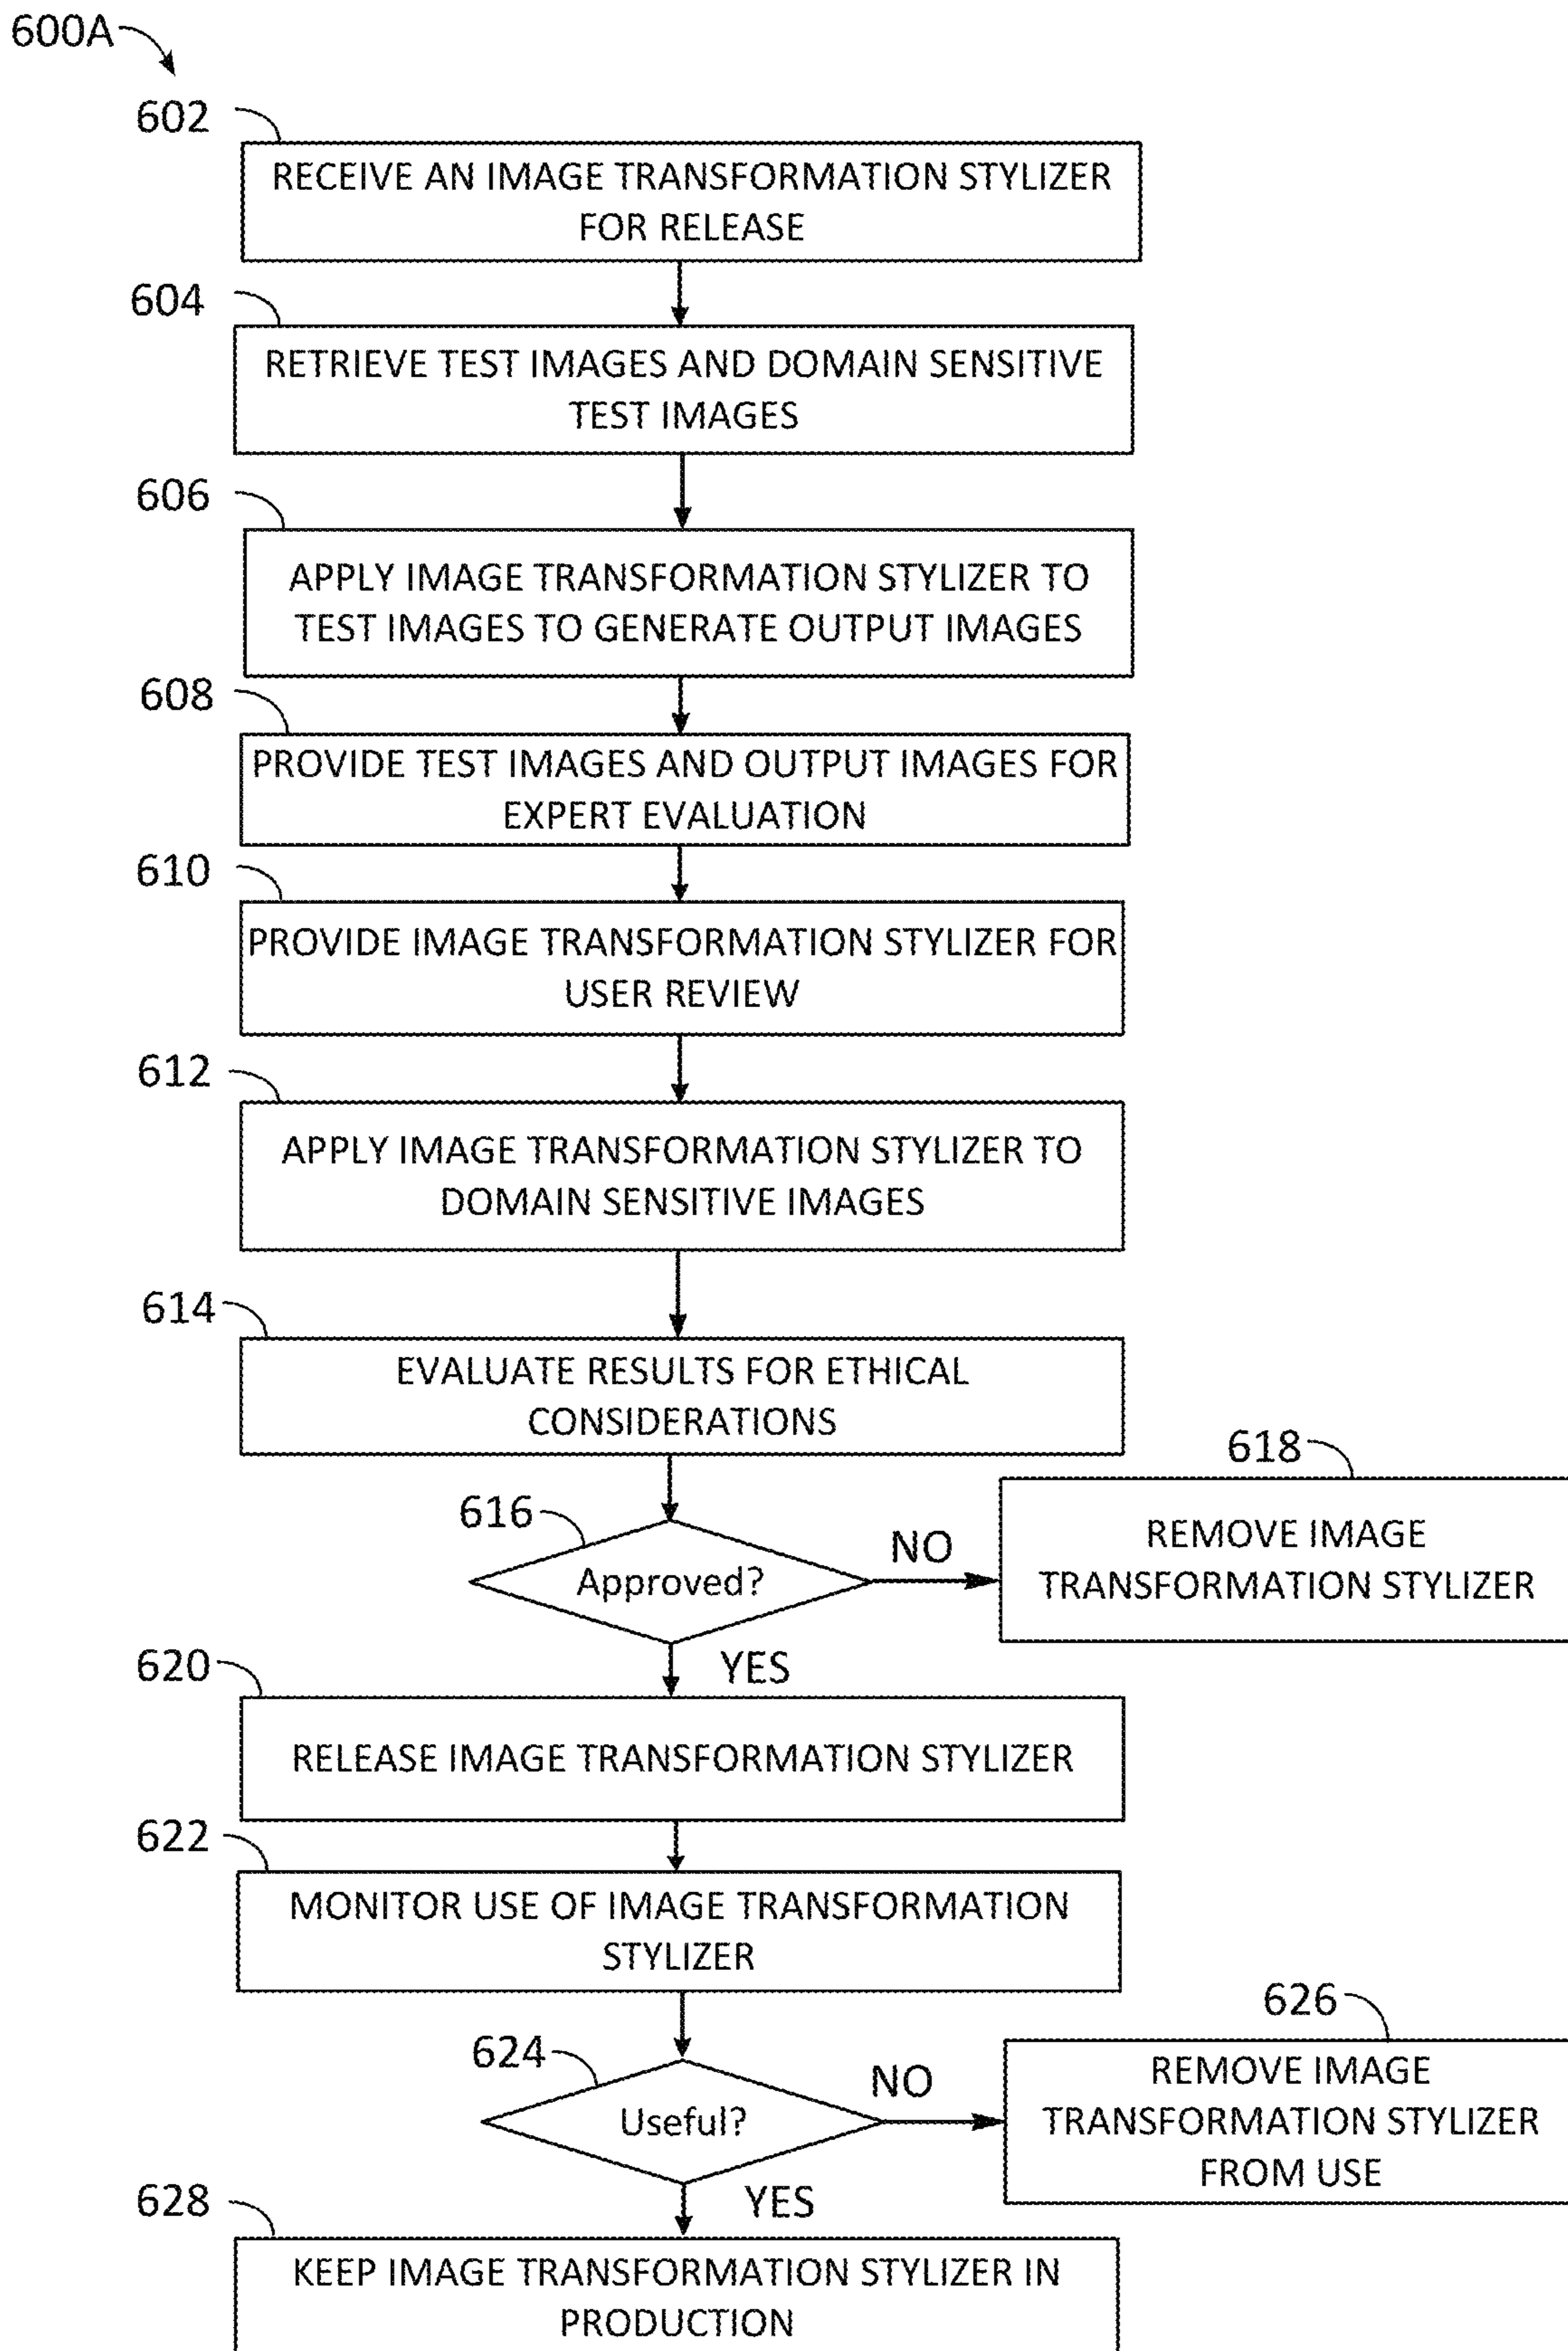 600A
602
RECEIVE AN IMAGE TRANSFORMATION STYLIZER
FOR RELEASE
604
RETRIEVE TEST IMAGES AND DOMAIN SENSITIVE
TEST IMAGES
606
APPLY IMAGE TRANSFORMATION STYLIZER TO
TEST IMAGES TO GENERATE OUTPUT IMAGES
608
PROVIDE TEST IMAGES AND OUTPUT IMAGES FOR
EXPERT EVALUATION
610
PROVIDE IMAGE TRANSFORMATION STYLIZER FOR
USER REVIEW
612
APPLY IMAGE TRANSFORMATION STYLIZER TO
DOMAIN SENSITIVE IMAGES
614
EVALUATE RESULTS FOR ETHICAL
CONSIDERATIONS
616
Approved?
NO
618
REMOVE IMAGE
TRANSFORMATION STYLIZER
YES
620
RELEASE IMAGE TRANSFORMATION STYLIZER
622
MONITOR USE OF IMAGE TRANSFORMATION
STYLIZER
624
Useful?
NO
626
REMOVE IMAGE
TRANSFORMATION STYLIZER
FROM USE
YES
628
KEEP IMAGE TRANSFORMATION STYLIZER IN
PRODUCTION